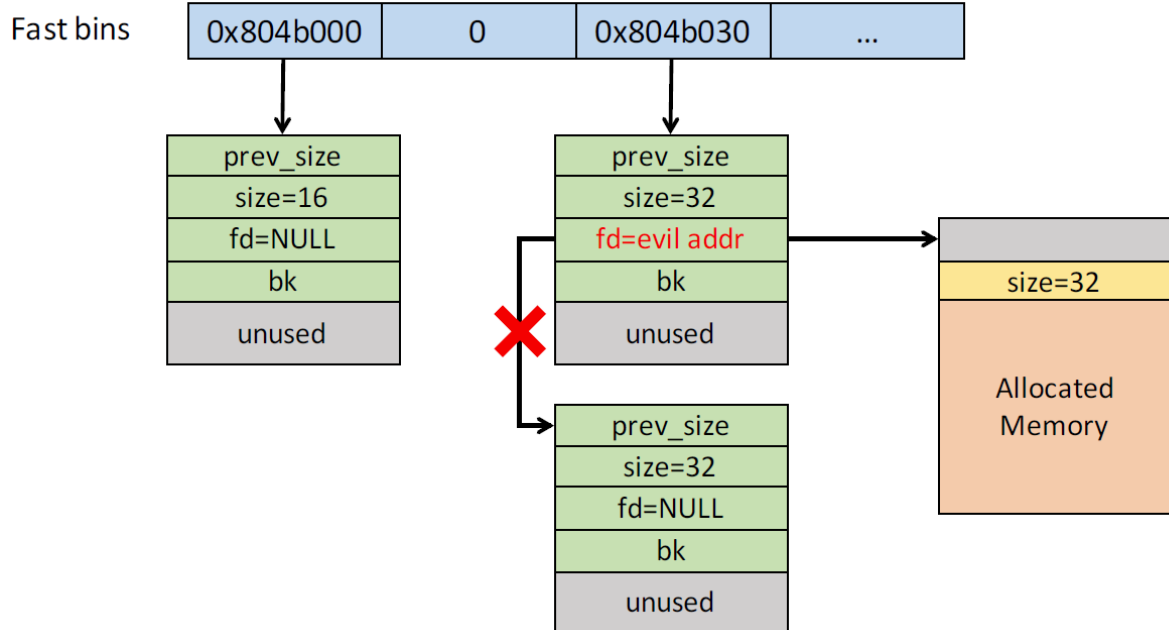 Fast bins
0x804b000
0
0x804b030
...
prev_size
size=16
fd=NULL
bk
unused
prev_size
size=32
fd=evil addr
bk
unused
size=32
Allocated
Memory
prev_size
size=32
fd=NULL
bk
unused